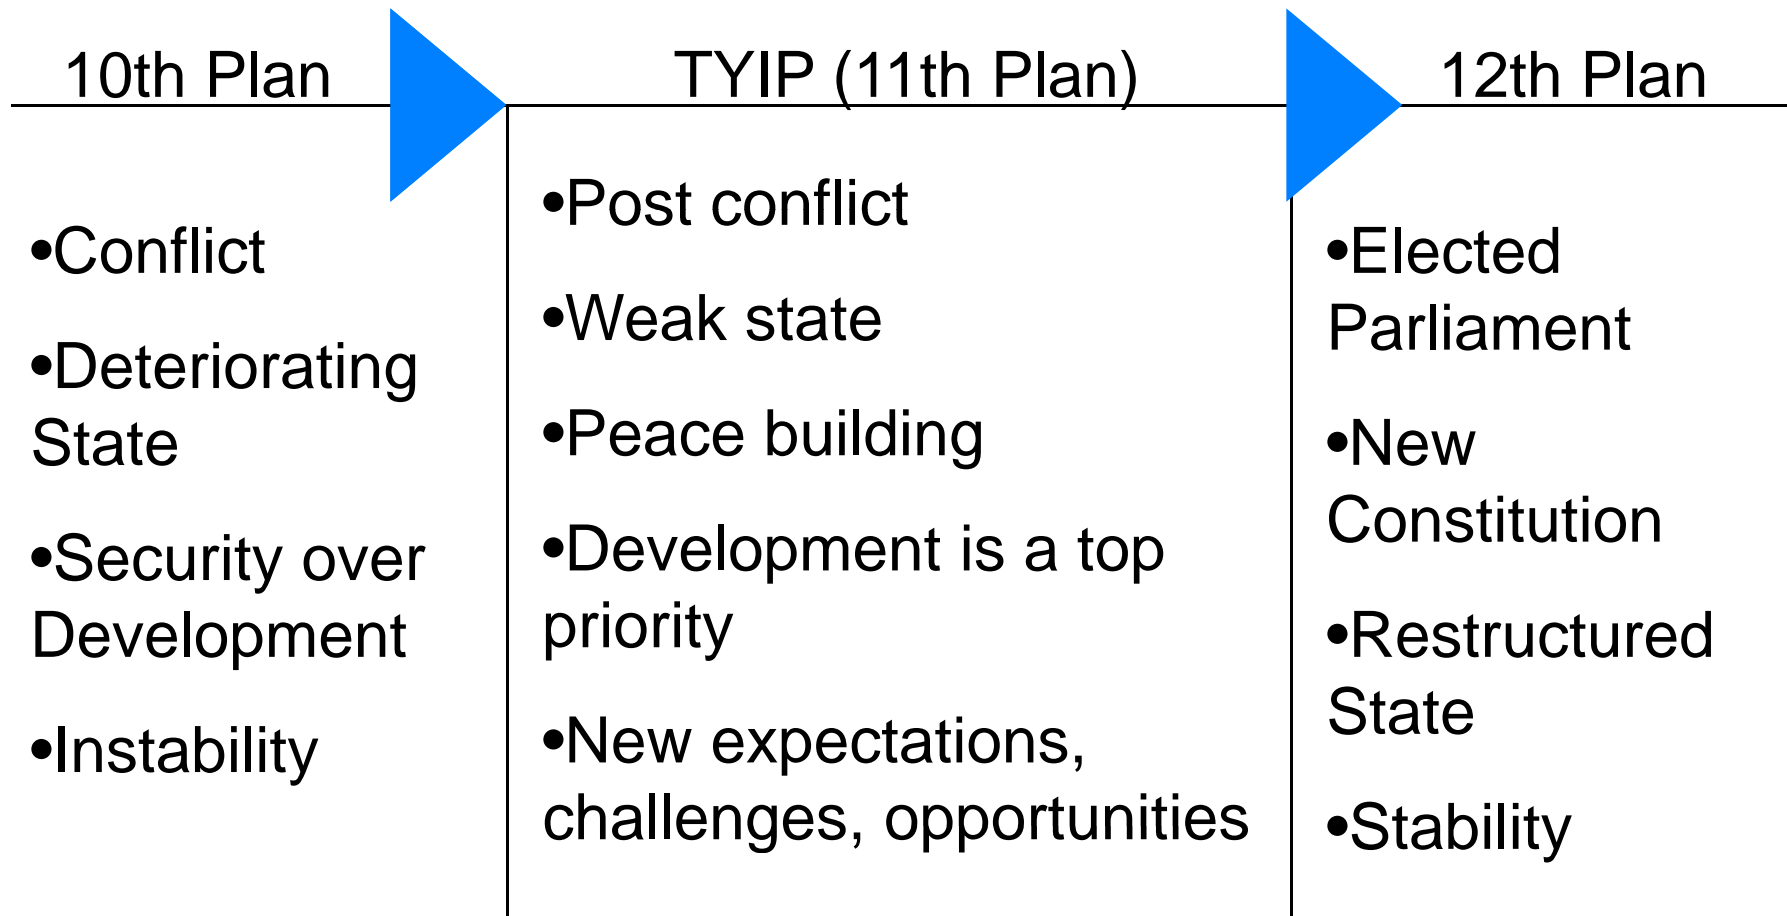 10th Plan
TYIP (11th Plan)
12th Plan
•Conflict
•Deteriorating
State
•Security over
Development
•Instability
•Post conflict
•Weak state
•Peace building
•Development is a top
priority
•New expectations,
challenges, opportunities
•Elected
Parliament
•New
Constitution
•Restructured
State
•Stability